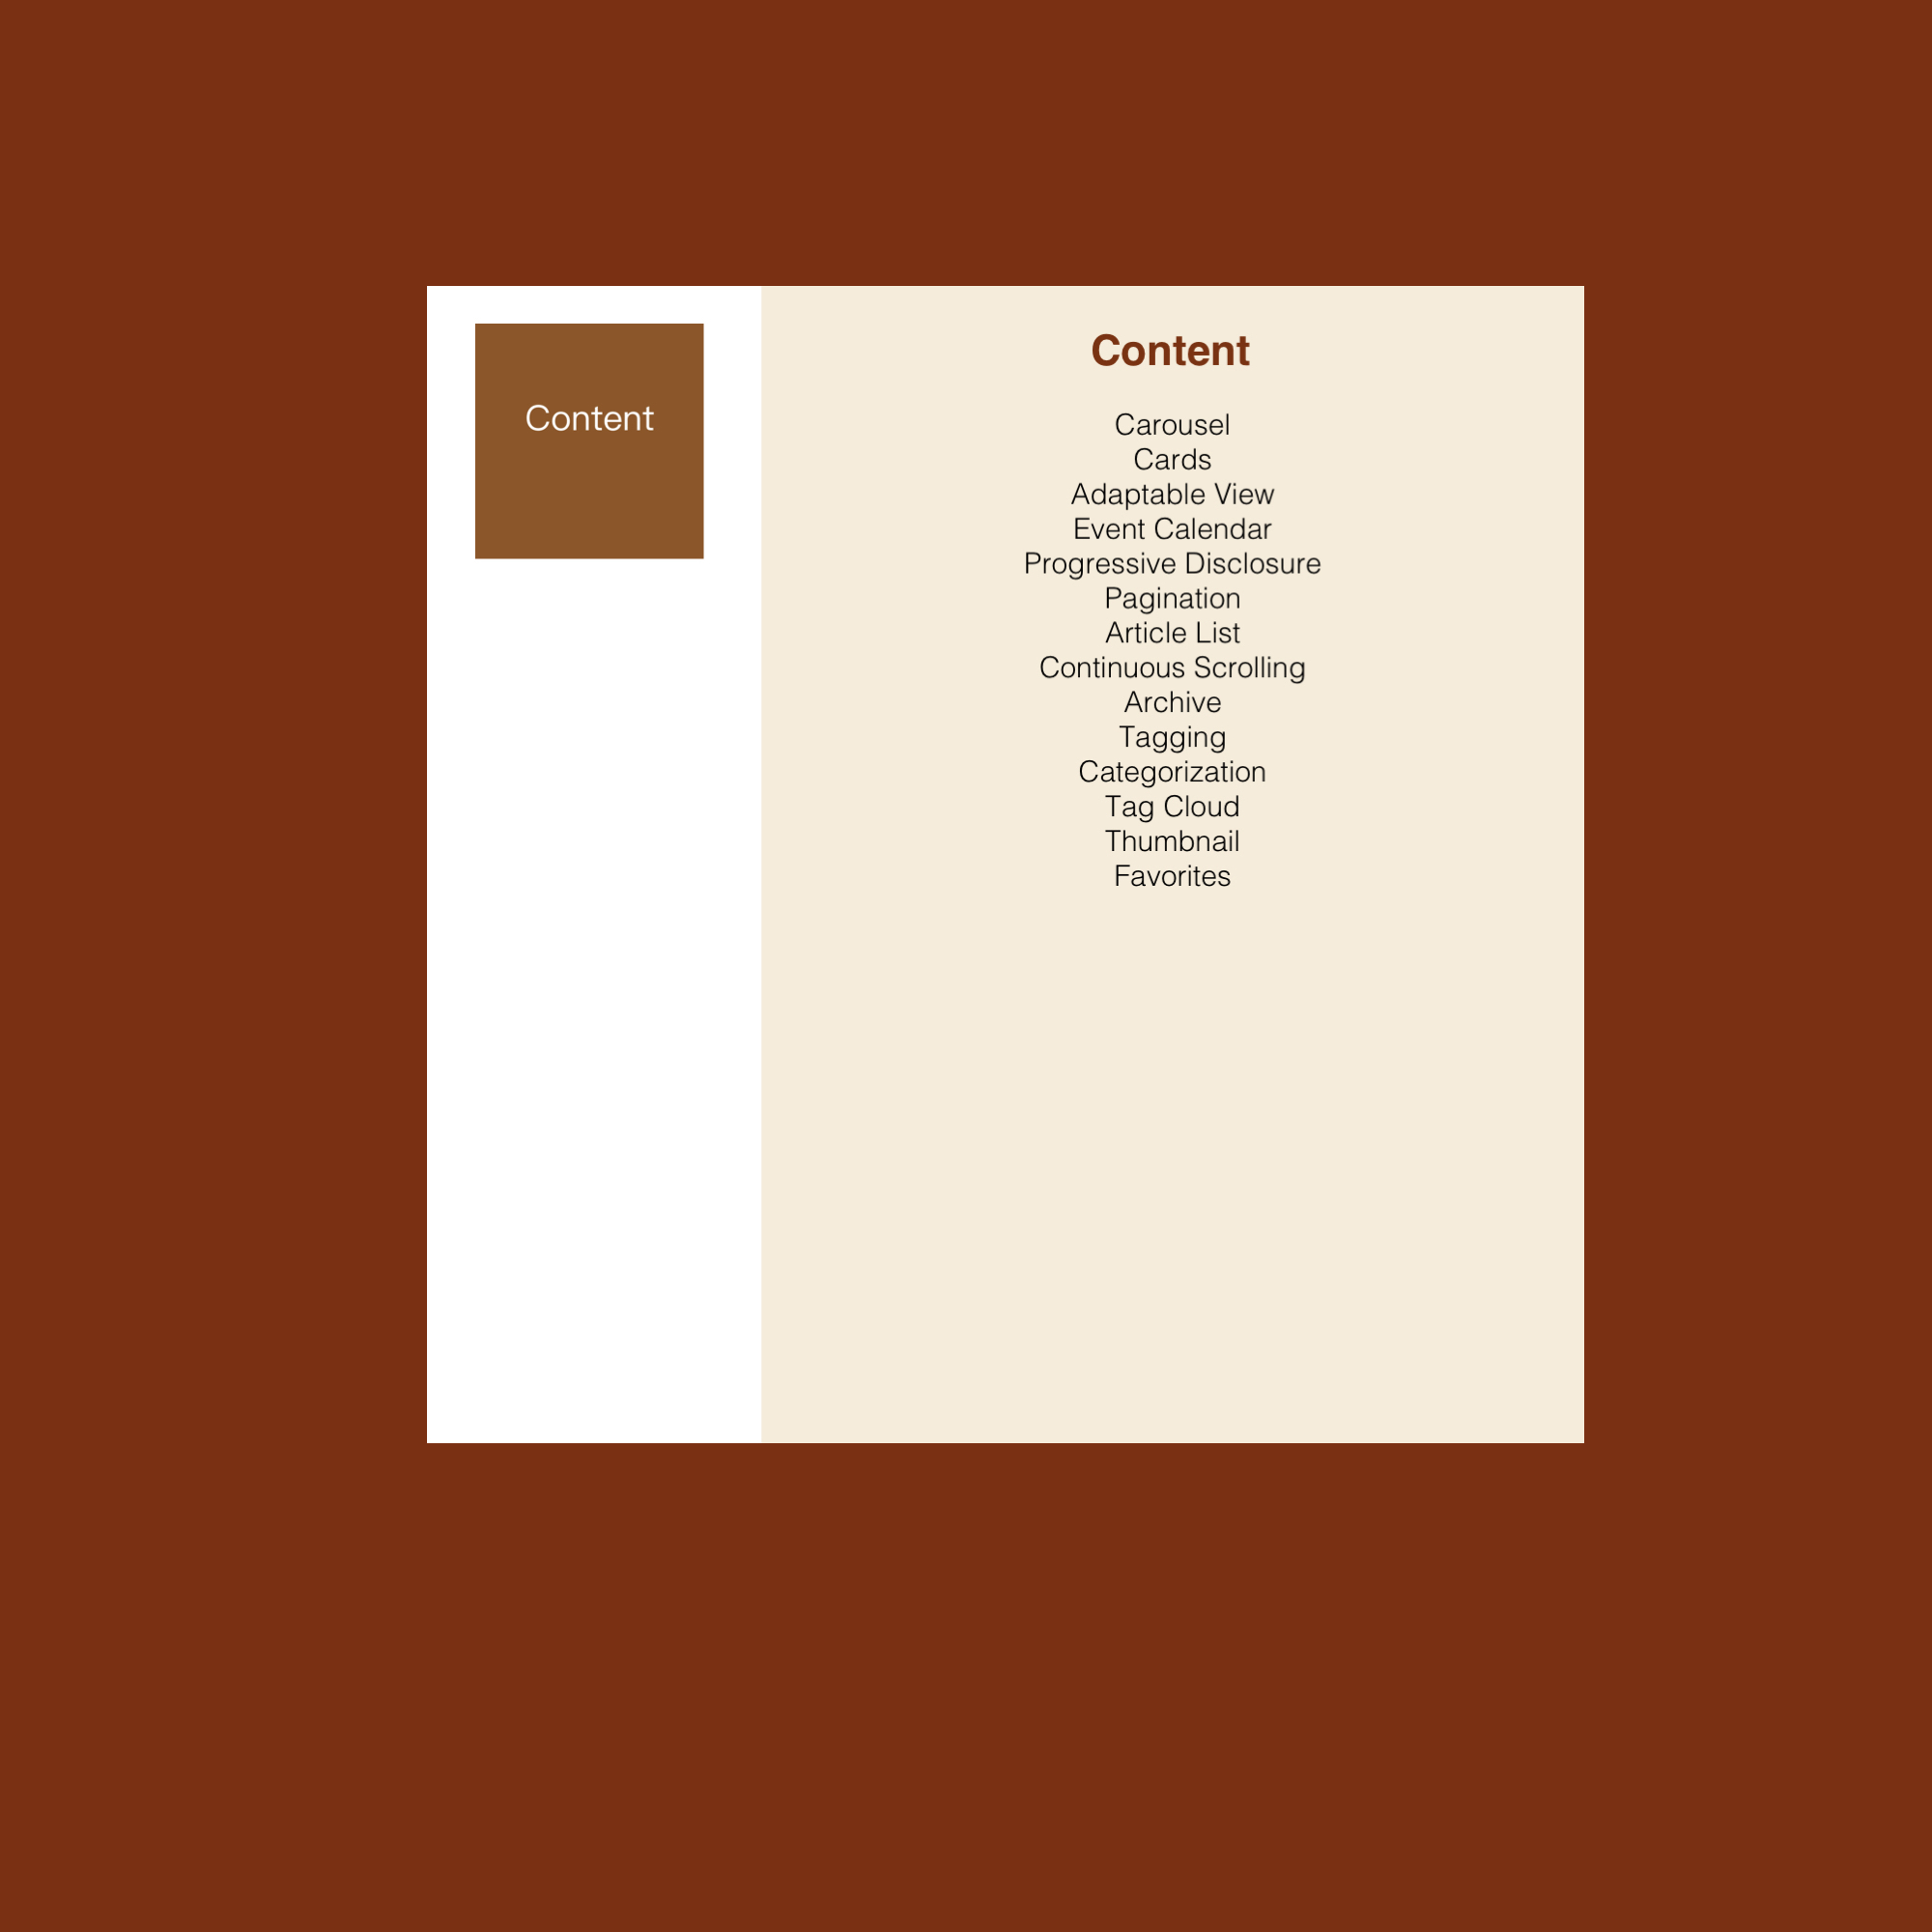 Content
Content
Carousel
Cards
Adaptable View
Event Calendar
Progressive Disclosure
Pagination
Article List
Continuous Scrolling
Archive
Tagging
Categorization
Tag Cloud
Thumbnail
Favorites